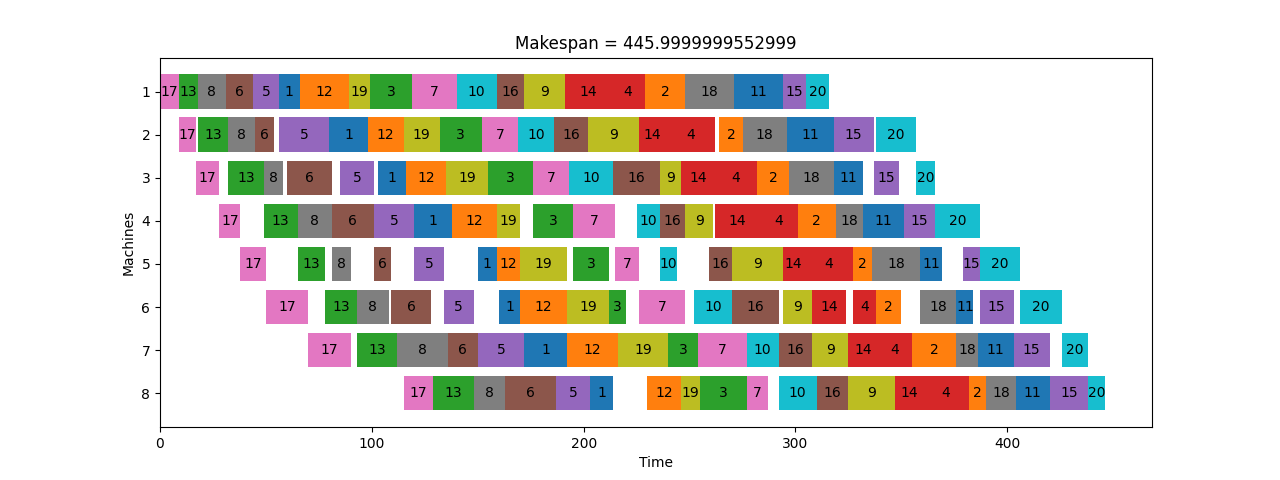 Makespan = 445.9999999552999
1 17 13 8 6 5 1 12 19 3 7 10 16 9 14 4 2 18 11 15 20
2 17 13 8 6 5 1 12 19 3 7 10 16 9 14 4 2 18 11 15 20
3 17 13 8 6 5 1 12 19 3 7 10 16 9 14 4 2 18 11 15 20
4 17 13 8 6 5 1 12 19 3 7 10 16 9 14 4 2 18 11 15 20
Machines
5 17 13 8 6 5 1 12 19 3 7 10 16 9 14 4 2 18 11 15 20
6 17 13 8 6 5 1 12 19 3 7 10 16 9 14 4 2 18 11 15 20
7 17 13 8 6 5 1 12 19 3 7 10 16 9 14 4 2 18 11 15 20
8 17 13 8 6 5 1 12 19 3 7 10 16 9 14 4 2 18 11 15 20
0 100 200 300 400
Time